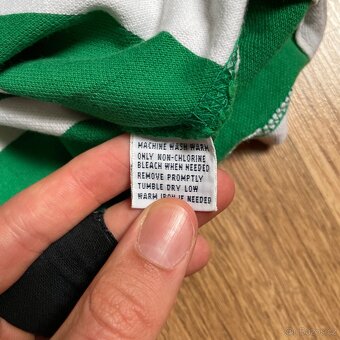 MACHINE WASH WARM
ONLY NON-CHLORINE
BLEACH WHEN NEEDED
REMOVE PROMPTLY
TUMBLE DRY LOW
WARM IRON IF NEEDED